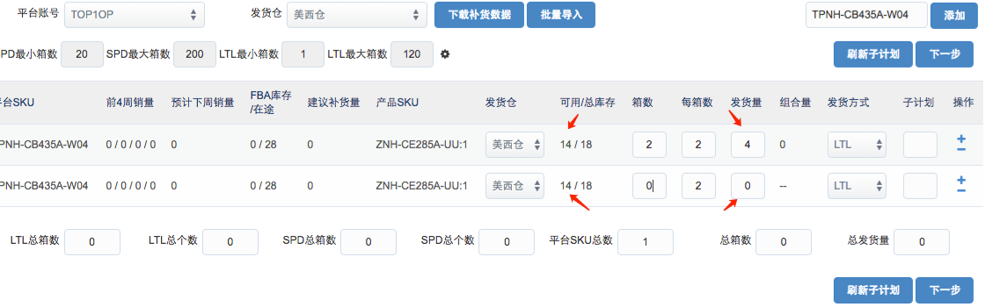 平台账号 TOP1OP 发货仓 美西仓 下载补货数据 批量导入 TPNH-CB435A-W04 添加
PD最小箱数 20 SPD最大箱数 200 LTL最小箱数 1 LTL最大箱数 120 刷新子计划 下一步
平台SKU 前4周销量 预计下周销量 FBA库存/在途 建议补货量 产品SKU 发货仓 可用/总库存 箱数 每箱数 发货量 组合量 发货方式 子计划 操作
TPNH-CB435A-W04 0 / 0 / 0 / 0 0 0 / 28 0 ZNH-CE285A-UU:1 美西仓 14 / 18 2 2 4 0 LTL
TPNH-CB435A-W04 0 / 0 / 0 / 0 0 0 / 28 0 ZNH-CE285A-UU:1 美西仓 14 / 18 0 2 0 -- LTL
LTL总箱数 0 LTL总个数 0 SPD总箱数 0 SPD总个数 0 平台SKU总数 1 总箱数 0 总发货量 0
刷新子计划 下一步